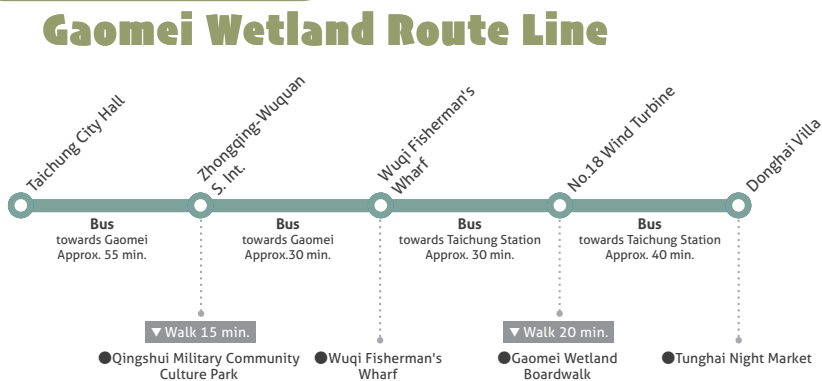 Gaomei Wetland Route Line
Taichung City Hall
Zhongqing-Wuquan
S. Int.
Wuqi Fisherman's
Wharf
No.18 Wind Turbine
Donghai Villa
Bus
towards Gaomei
Approx. 55 min.
Bus
towards Gaomei
Approx.30 min.
Bus
towards Taichung Station
Approx. 30 min.
Bus
towards Taichung Station
Approx. 40 min.
▼Walk 15 min.
▼Walk 20 min.
●Qingshui Military Community
Culture Park
●Wuqi Fisherman's
Wharf
●Gaomei Wetland
Boardwalk
●Tunghai Night Market